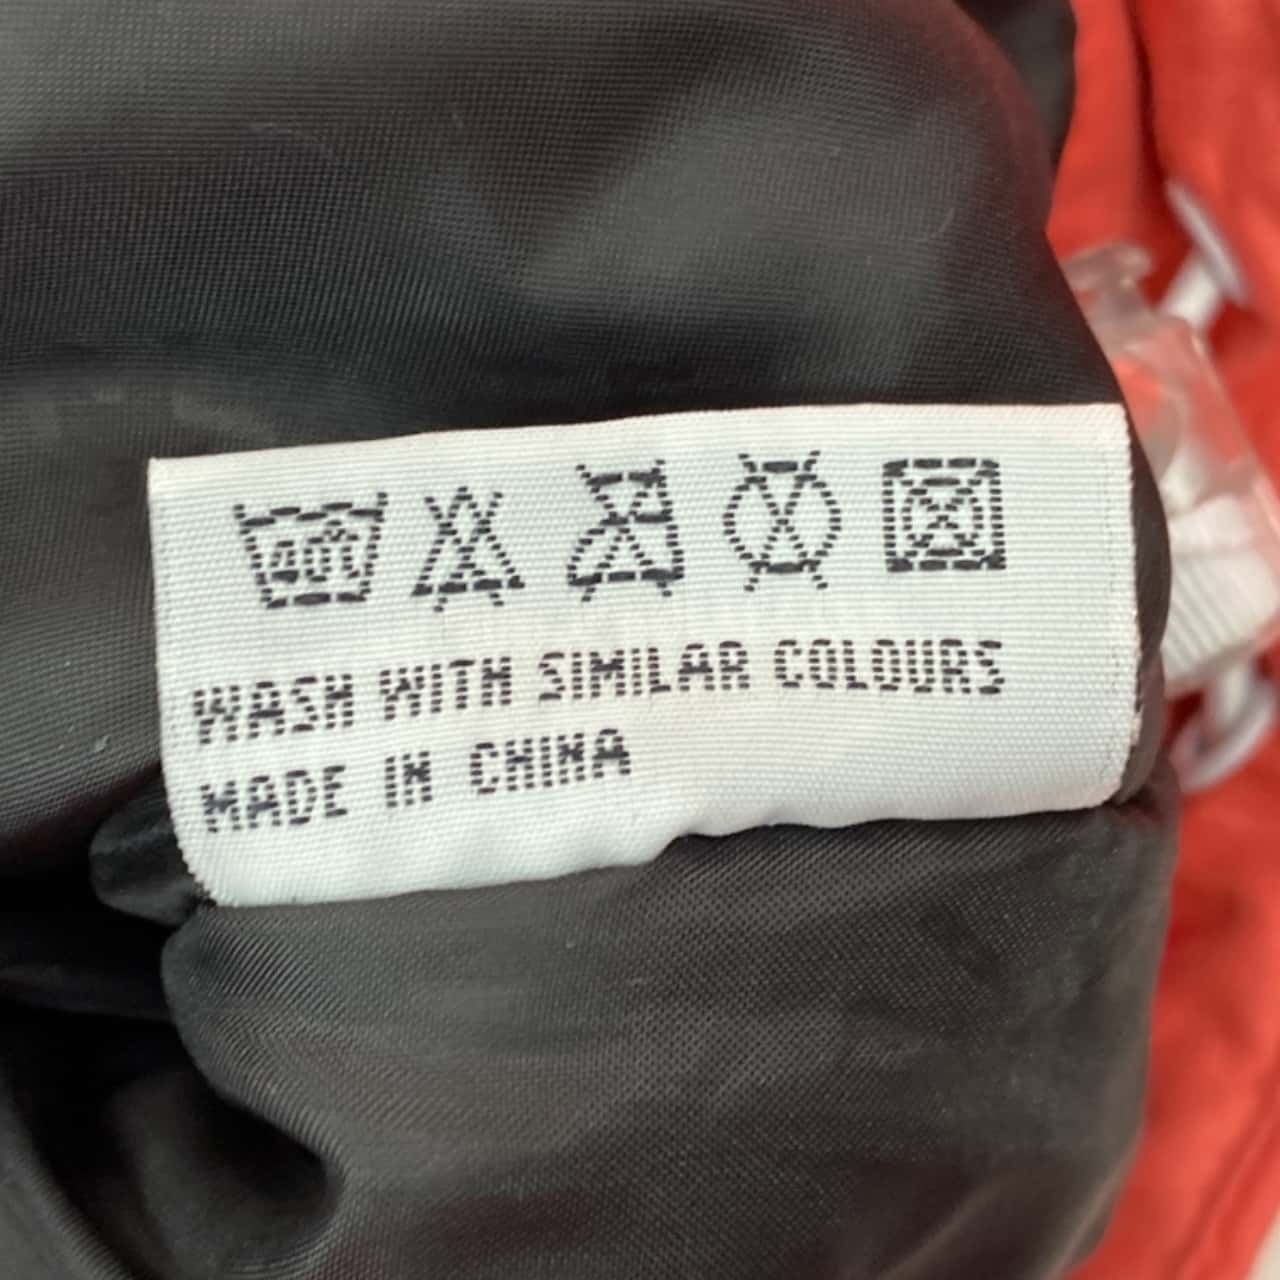 40℃
WASH WITH SIMILAR COLOURS
MADE IN CHINA